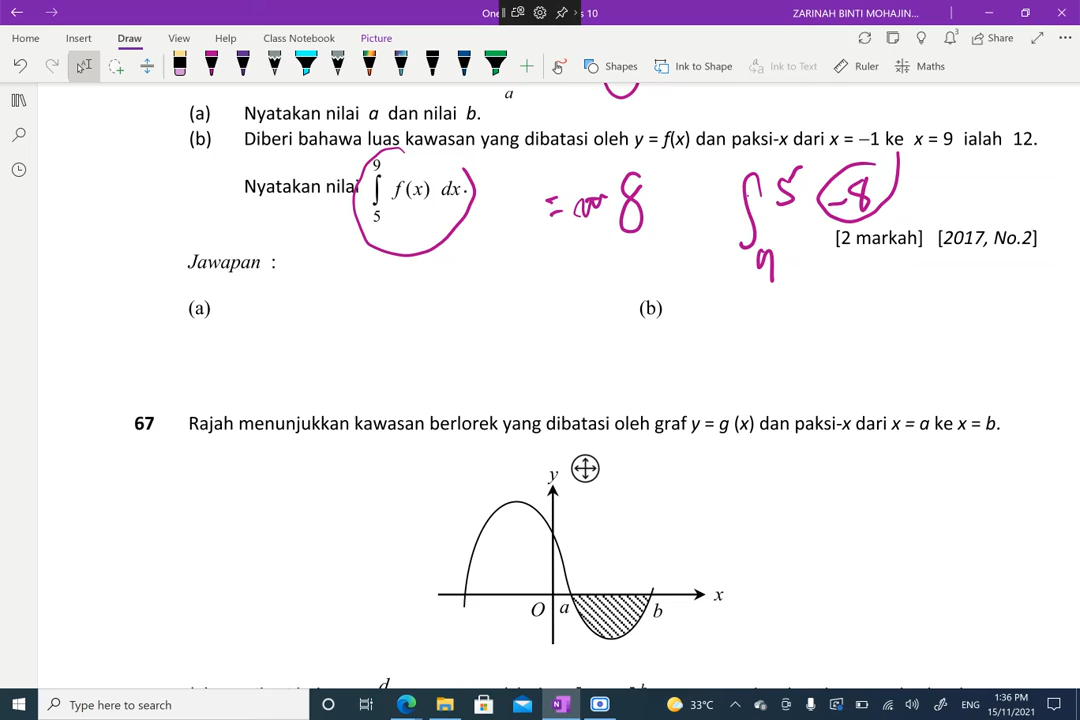 One
s 10
ZARINAH BINTI MOHAJIN...
Home Insert Draw View Help Class Notebook Picture
Share
Shapes
Ink to Shape
Ink to Text
Ruler
Maths
a
(a) Nyatakan nilai a dan nilai b.
(b) Diberi bahawa luas kawasan yang dibatasi oleh y = f(x) dan paksi-x dari x = −1 ke x = 9 ialah 12.
9
Nyatakan nilai ∫ f(x) dx.
5
= 8
∫ 5 -8
9
[2 markah] [2017, No.2]
Jawapan :
(a) (b)
67 Rajah menunjukkan kawasan berlorek yang dibatasi oleh graf y = g (x) dan paksi-x dari x = a ke x = b.
y
x
O a b
d
Type here to search
33°C
ENG
1:36 PM
15/11/2021